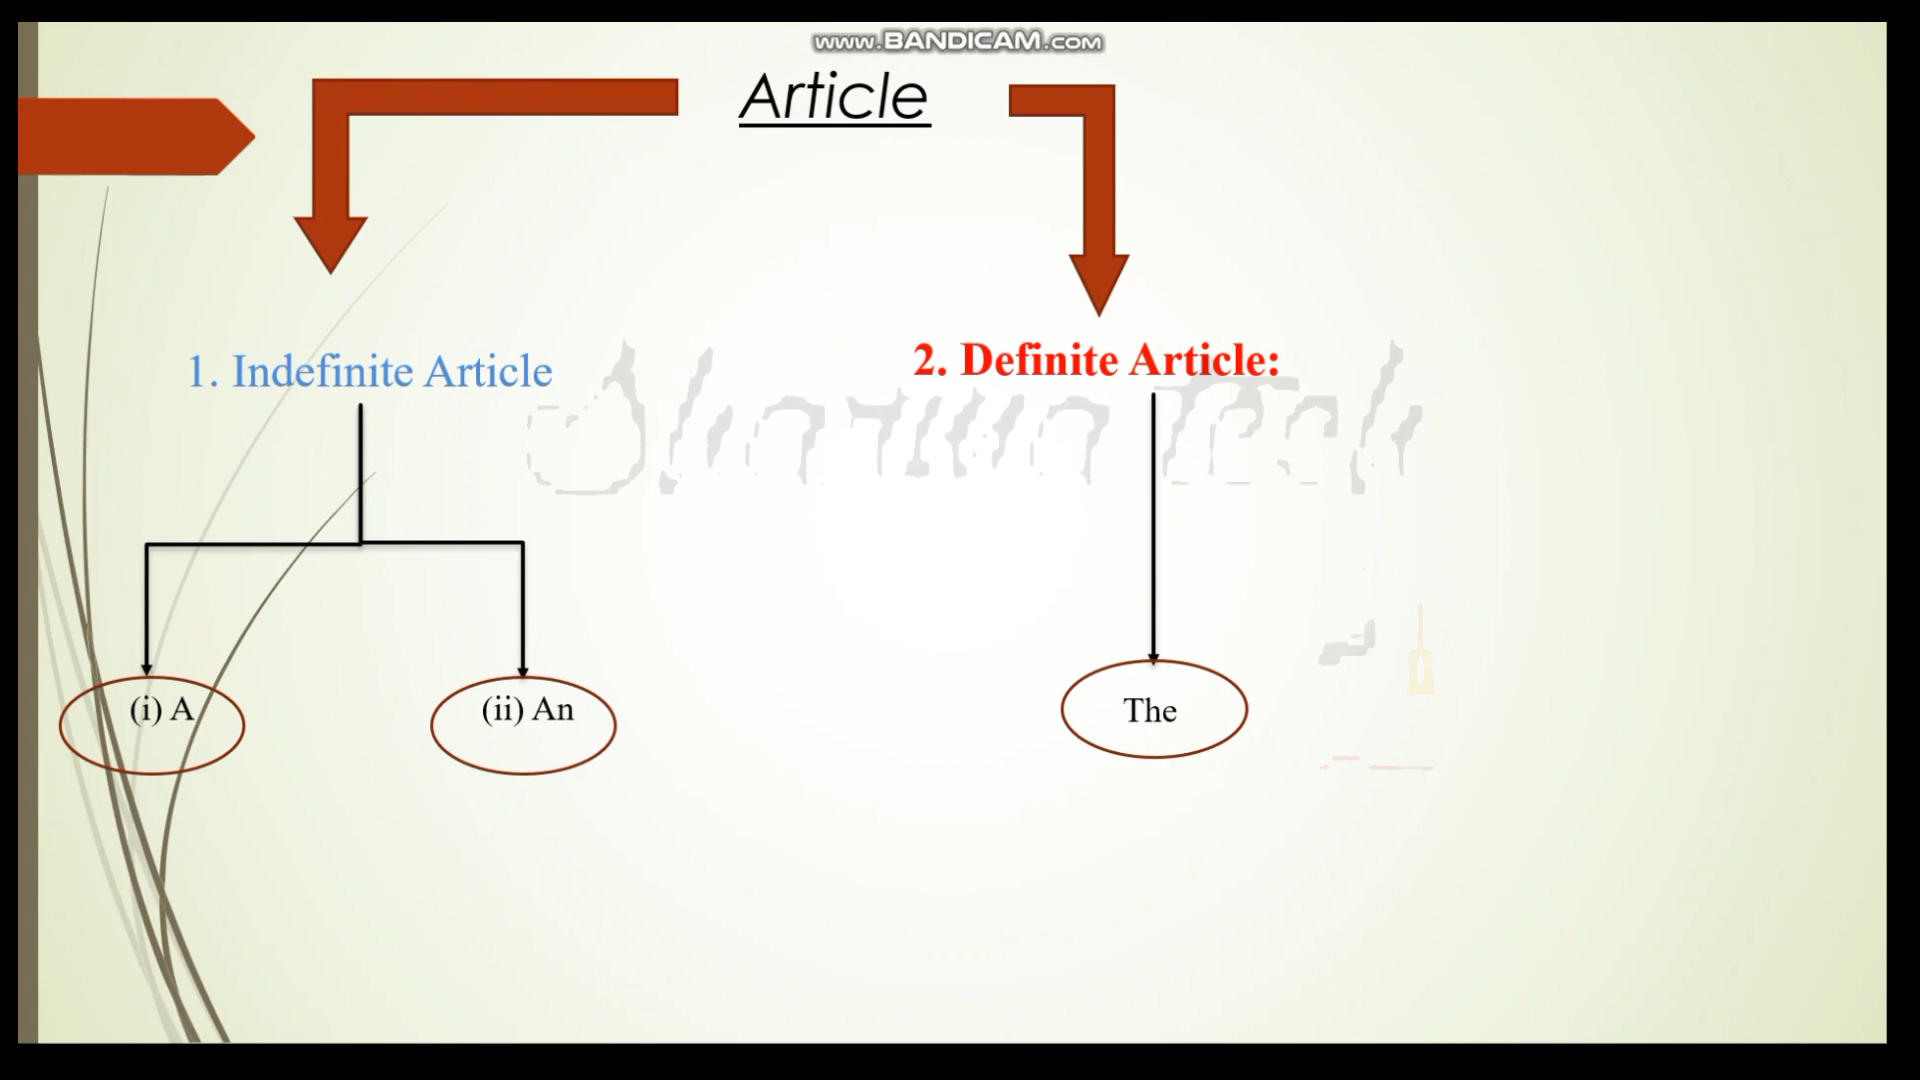 www.BANDICAM.com
Article
1. Indefinite Article
2. Definite Article:
(i) A
(ii) An
The